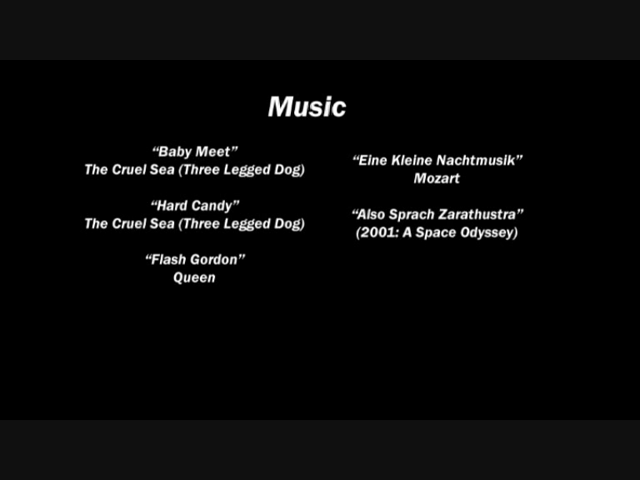 Music
“Baby Meet”
The Cruel Sea (Three Legged Dog)
“Hard Candy”
The Cruel Sea (Three Legged Dog)
“Flash Gordon”
Queen
“Eine Kleine Nachtmusik”
Mozart
“Also Sprach Zarathustra”
(2001: A Space Odyssey)